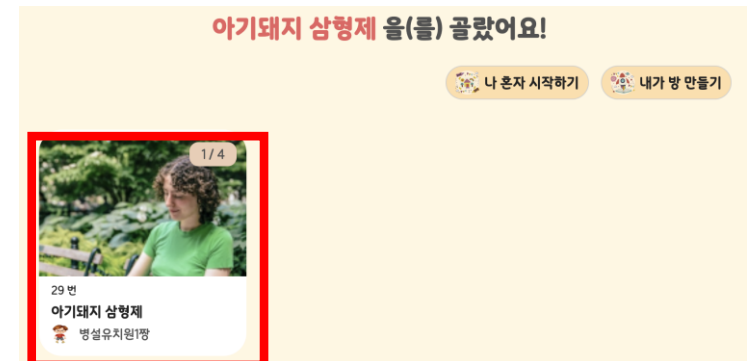 아기돼지 삼형제 을(를) 골랐어요!
나 혼자 시작하기
내가 방 만들기
1 / 4
29 번
아기돼지 삼형제
병설유치원1짱